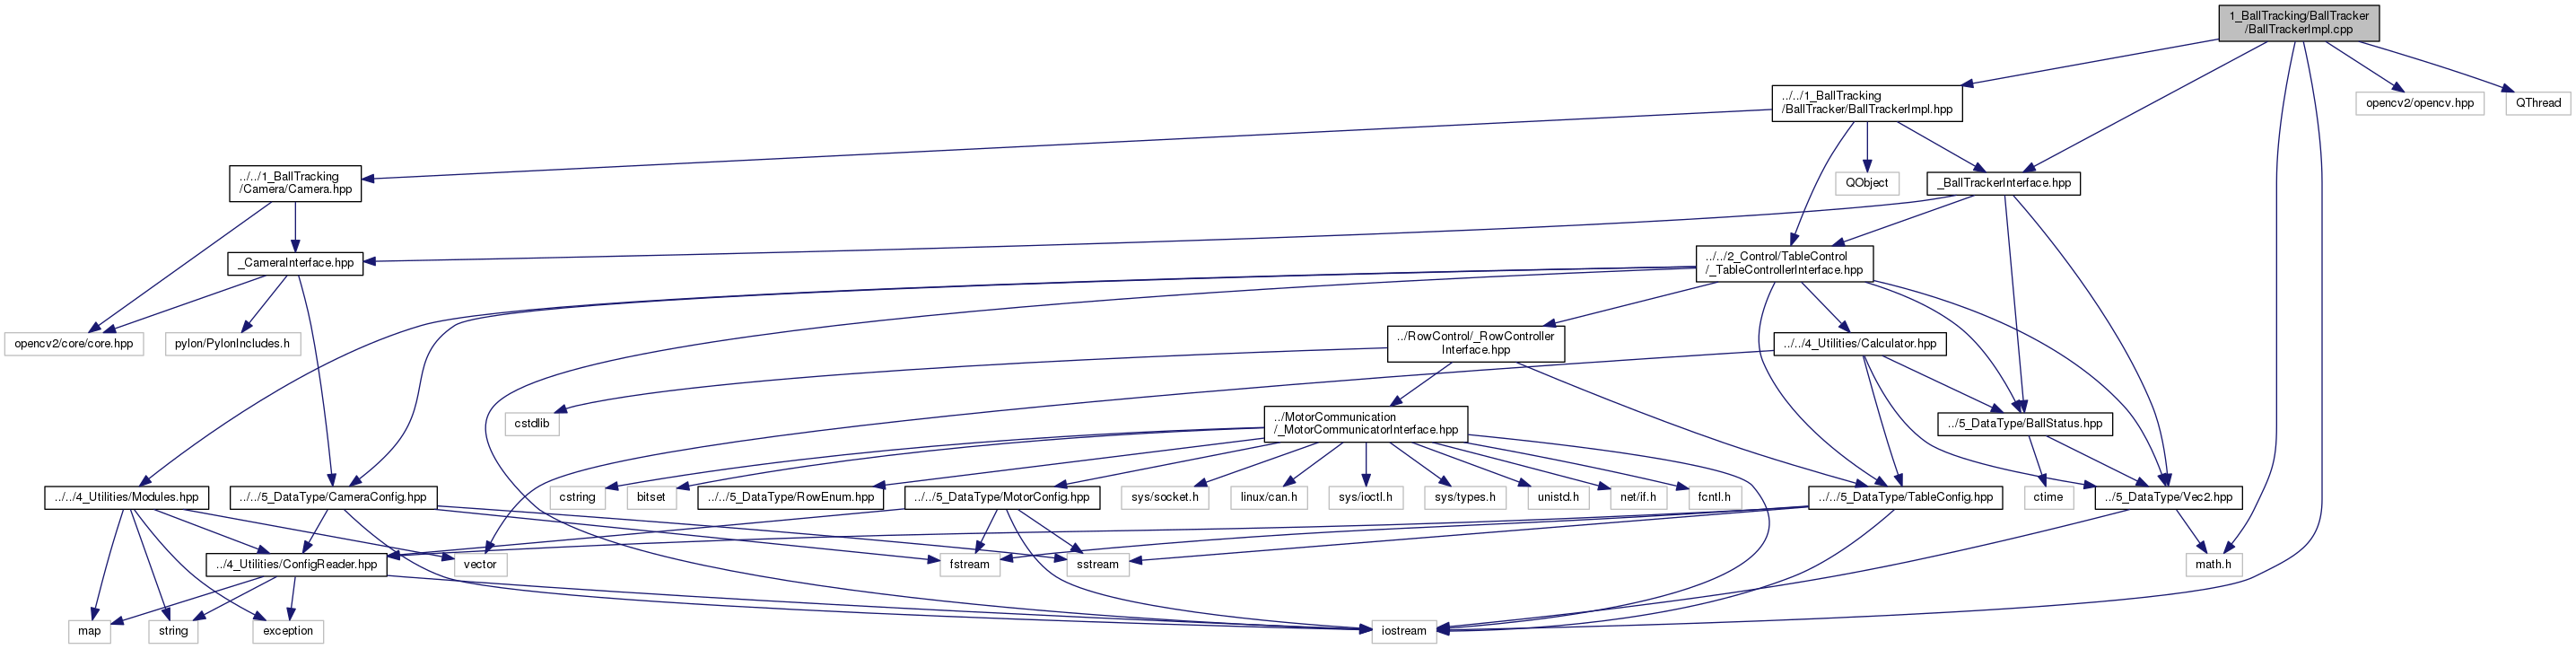 1_BallTracking/BallTracker
/BallTrackerImpl.cpp
../../1_BallTracking
/BallTracker/BallTrackerImpl.hpp
opencv2/opencv.hpp
QThread
../../1_BallTracking
/Camera/Camera.hpp
QObject
_BallTrackerInterface.hpp
_CameraInterface.hpp
../../2_Control/TableControl
/_TableControllerInterface.hpp
opencv2/core/core.hpp
pylon/PylonIncludes.h
../RowControl/_RowController
Interface.hpp
../../4_Utilities/Calculator.hpp
cstdlib
../MotorCommunication
/_MotorCommunicatorInterface.hpp
../5_DataType/BallStatus.hpp
../../4_Utilities/Modules.hpp
../../5_DataType/CameraConfig.hpp
cstring
bitset
../../5_DataType/RowEnum.hpp
../../5_DataType/MotorConfig.hpp
sys/socket.h
linux/can.h
sys/ioctl.h
sys/types.h
unistd.h
net/if.h
fcntl.h
../../5_DataType/TableConfig.hpp
ctime
../5_DataType/Vec2.hpp
../4_Utilities/ConfigReader.hpp
vector
fstream
sstream
math.h
map
string
exception
iostream